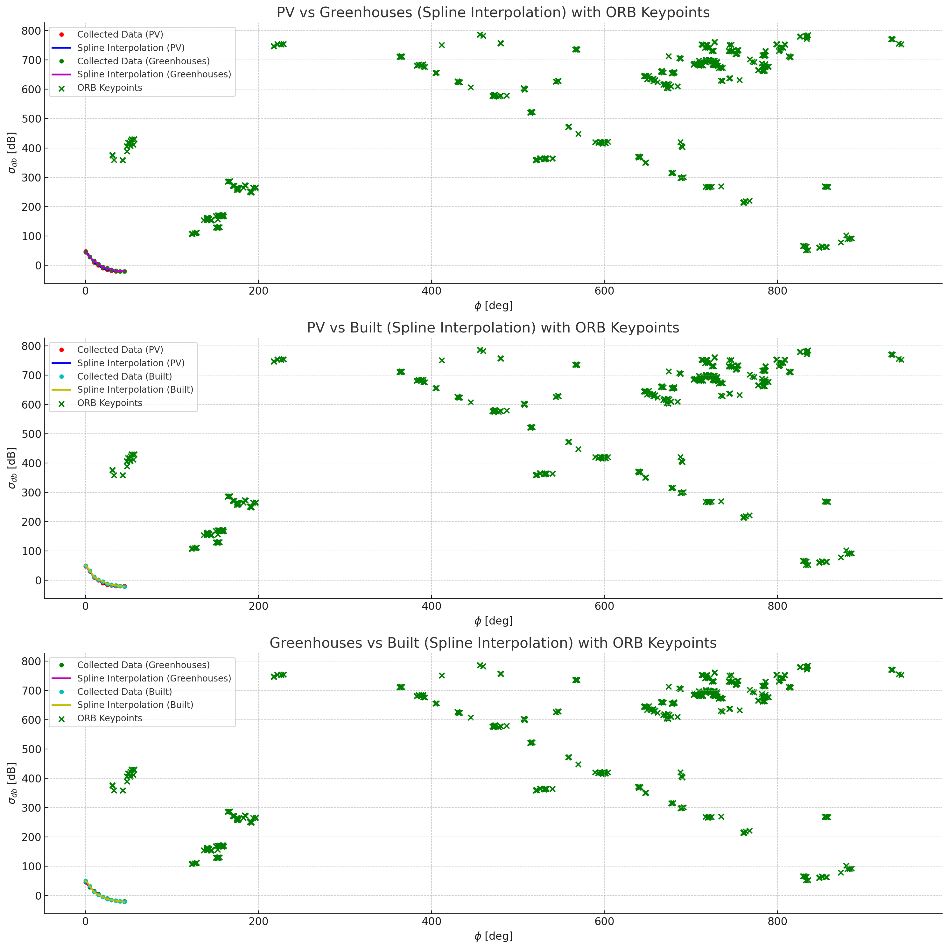 PV vs Greenhouses (Spline Interpolation) with ORB Keypoints
Collected Data (PV)
Spline Interpolation (PV)
Collected Data (Greenhouses)
Spline Interpolation (Greenhouses)
ORB Keypoints
σdb [dB]
800
700
600
500
400
300
200
100
0
0 200 400 600 800
ϕ [deg]
PV vs Built (Spline Interpolation) with ORB Keypoints
Collected Data (PV)
Spline Interpolation (PV)
Collected Data (Built)
Spline Interpolation (Built)
ORB Keypoints
σdb [dB]
800
700
600
500
400
300
200
100
0
0 200 400 600 800
ϕ [deg]
Greenhouses vs Built (Spline Interpolation) with ORB Keypoints
Collected Data (Greenhouses)
Spline Interpolation (Greenhouses)
Collected Data (Built)
Spline Interpolation (Built)
ORB Keypoints
σdb [dB]
800
700
600
500
400
300
200
100
0
0 200 400 600 800
ϕ [deg]